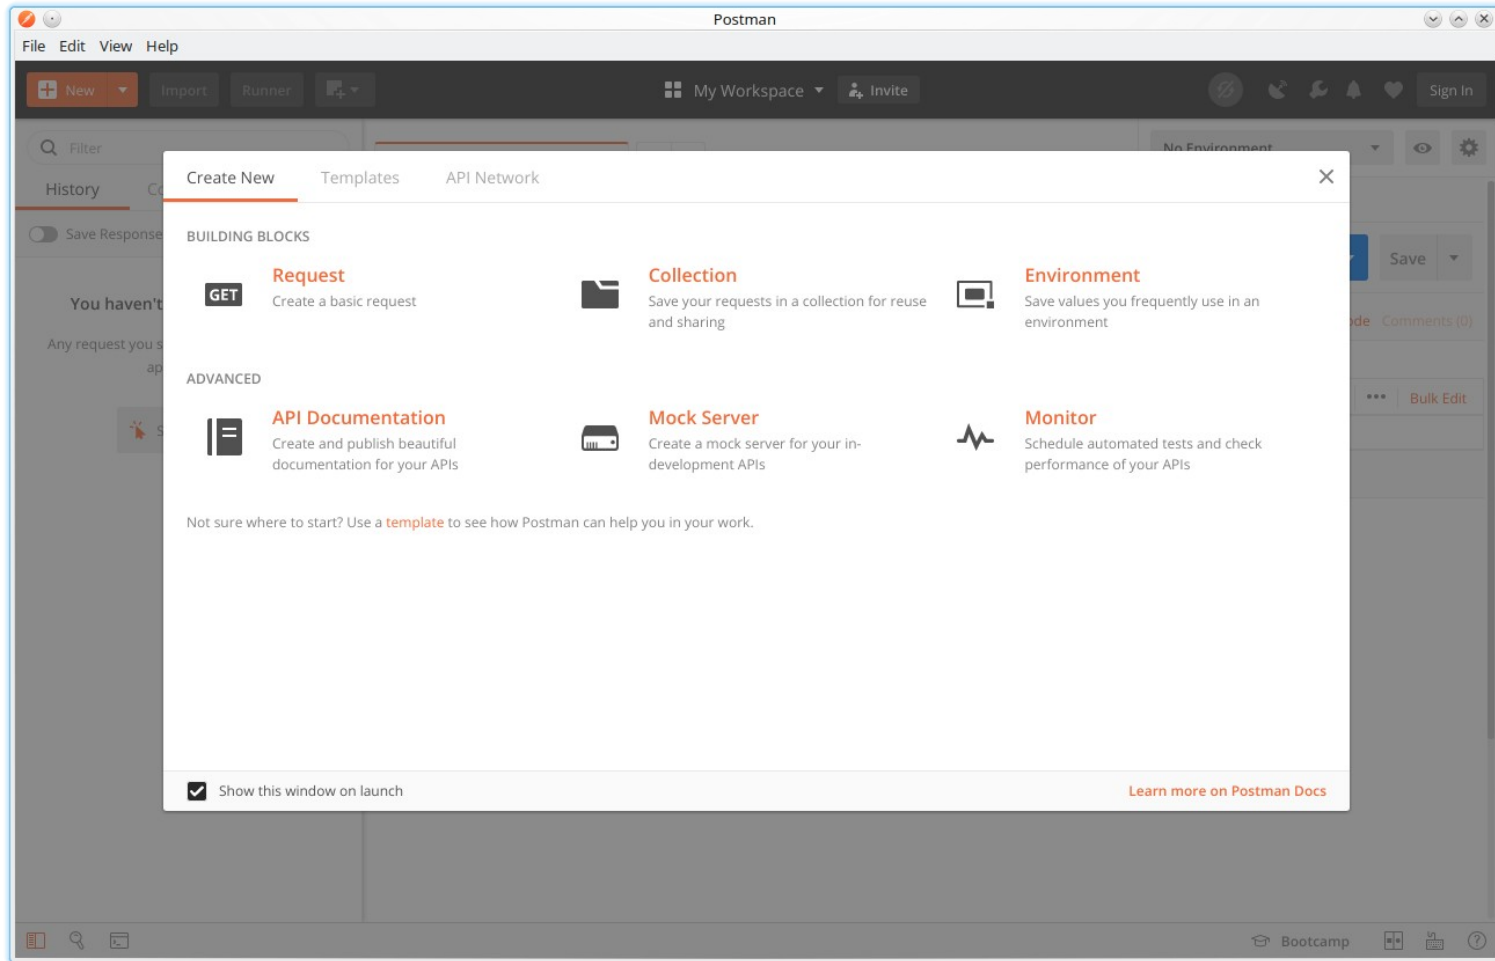 Postman
File Edit View Help
New Import Runner My Workspace Invite Sign In
Filter No Environment
History
Save Response
Save
You haven't
Any request you
Comments (0)
Bulk Edit
Create New Templates API Network
BUILDING BLOCKS
GET
Request
Create a basic request
Collection
Save your requests in a collection for reuse
and sharing
Environment
Save values you frequently use in an
environment
ADVANCED
API Documentation
Create and publish beautiful
documentation for your APIs
Mock Server
Create a mock server for your in-
development APIs
Monitor
Schedule automated tests and check
performance of your APIs
Not sure where to start? Use a template to see how Postman can help you in your work.
Show this window on launch
Learn more on Postman Docs
Bootcamp